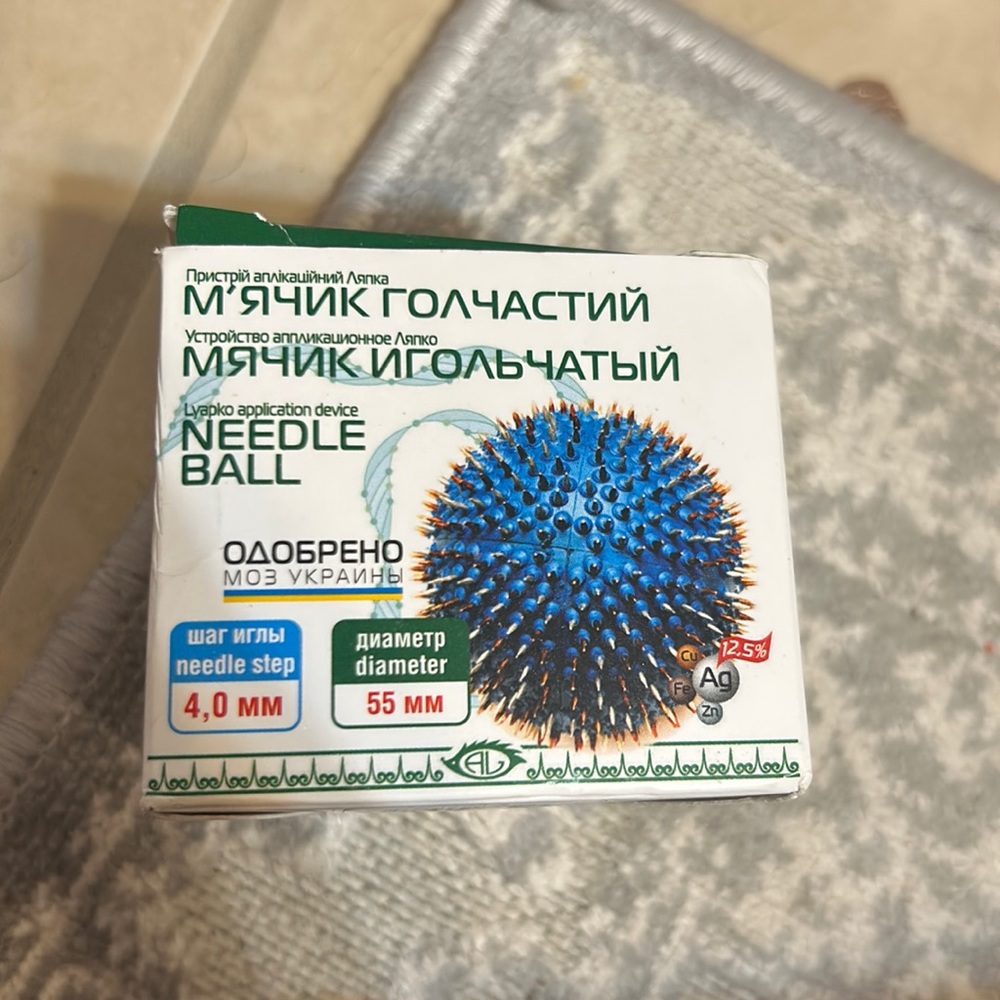 Пристрій аплікаційний Ляпка
М'ЯЧИК ГОЛЧАСТИЙ
Устройство аппликационное Ляпко
МЯЧИК ИГОЛЬЧАТЫЙ
Lyapko application device
NEEDLE
BALL
ОДОБРЕНО
МОЗ УКРАИНЫ
шаг иглы
needle step
4,0 мм
диаметр
diameter
55 мм
12.5%
Cu
Ag
Fe
Zn
AL